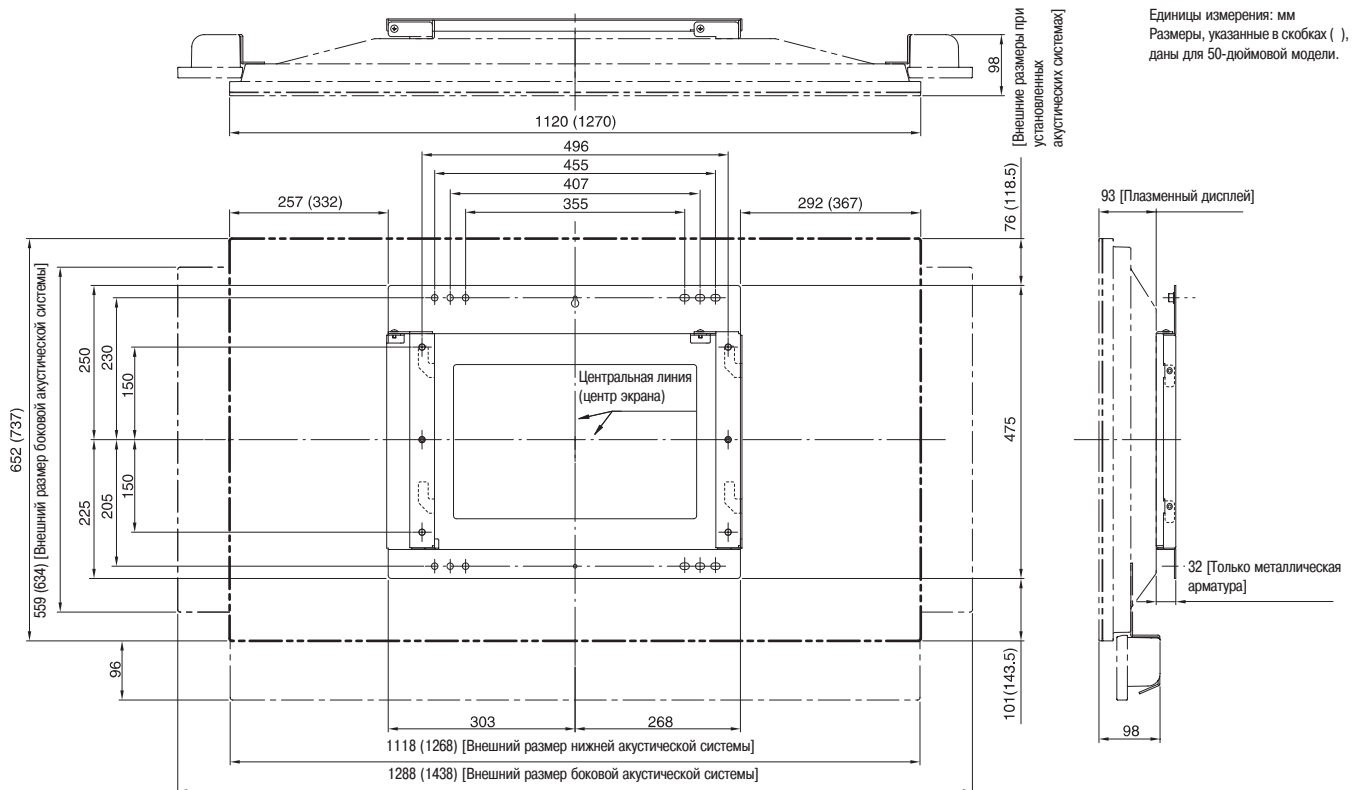 Единицы измерения: мм
Размеры, указанные в скобках ( ),
даны для 50-дюймовой модели.
98
[Внешние размеры при
установленных
акустических системах]
1120 (1270)
496
455
407
355
257 (332)
292 (367)
76 (118.5)
93 [Плазменный дисплей]
652 (737)
559 (634) [Внешний размер боковой акустической системы]
250
230
150
Центральная линия
(центр экрана)
475
225
205
150
32 [Только металлическая
арматура]
96
101(143.5)
303
268
98
1118 (1268) [Внешний размер нижней акустической системы]
1288 (1438) [Внешний размер боковой акустической системы]